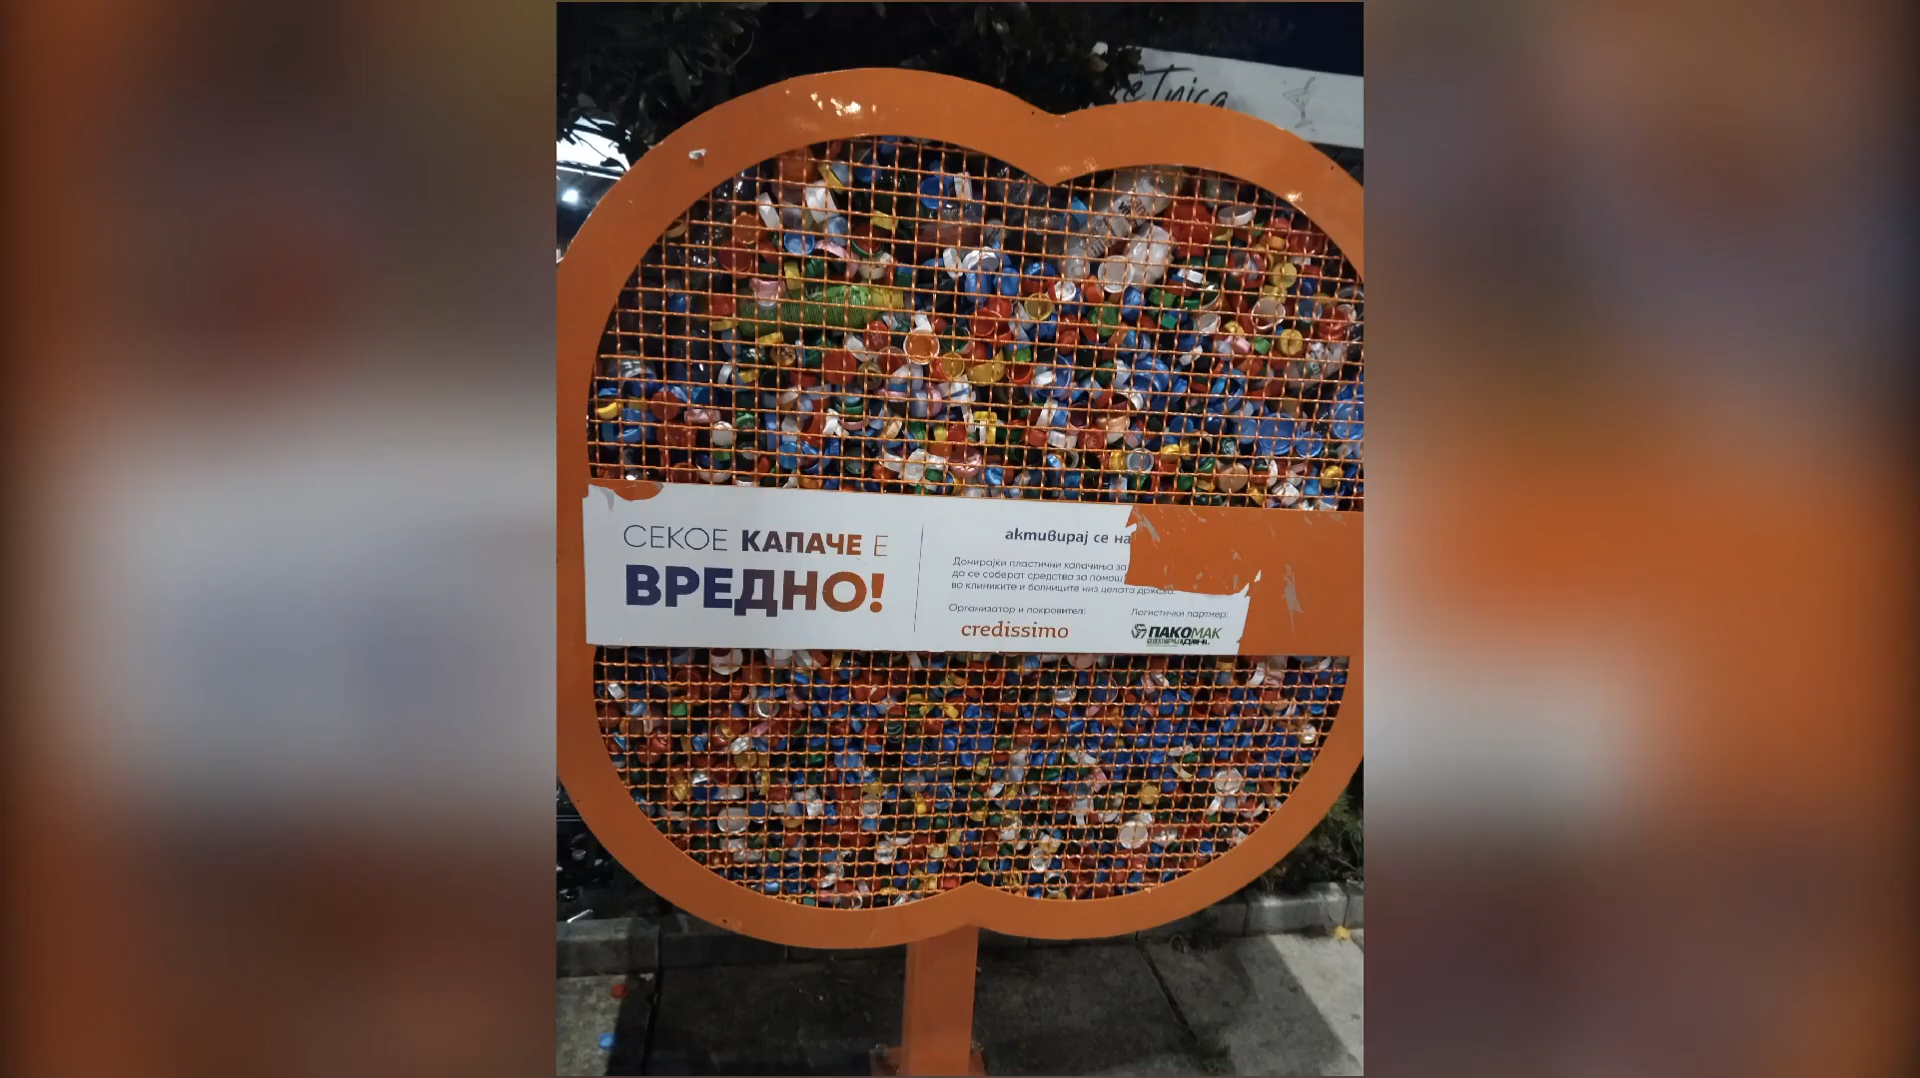 СЕКОЕ КАПАЧЕ Е
ВРЕДНО!
активирај се на
Донирајќи пластични капачиња за
да се соберат средства за помош
во клиниките и болниците низ целата држава.
Организатор и покровител:
credissimo
Логистички партнер:
ПАКОМАК